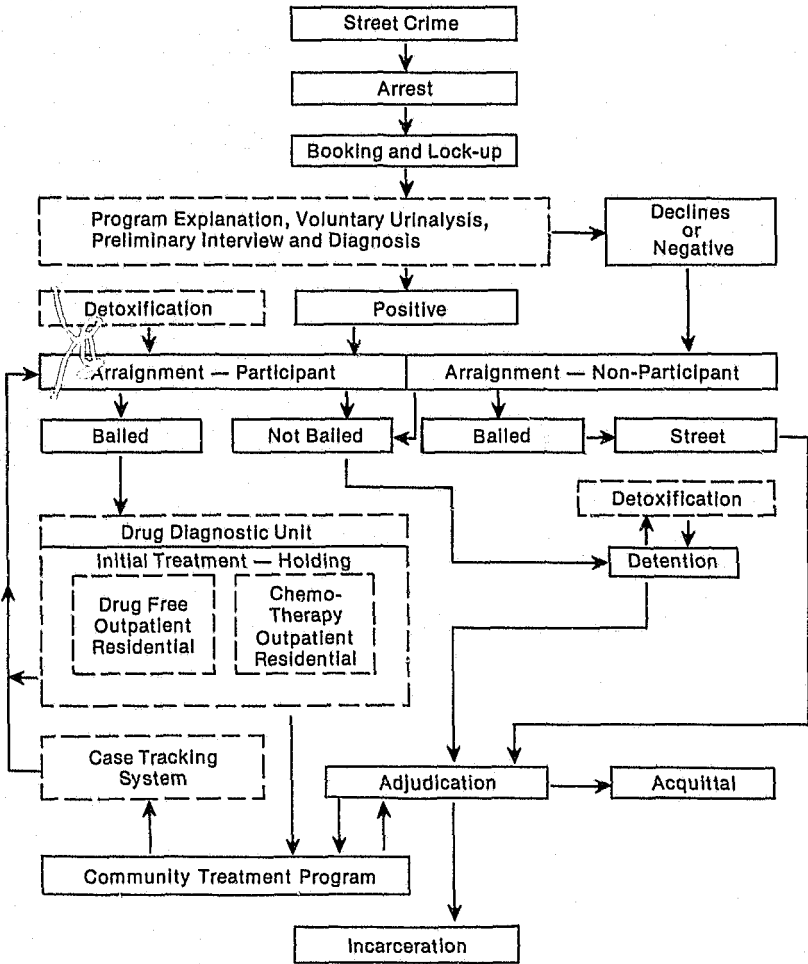 Street Crime
Arrest
Booking and Lock-up
Program Explanation, Voluntary Urinalysis,
Preliminary Interview and Diagnosis
Declines
or
Negative
Detoxification
Positive
Arraignment — Participant
Arraignment — Non-Participant
Bailed
Not Bailed
Bailed
Street
Detoxification
Drug Diagnostic Unit
Initial Treatment — Holding
Detention
Drug Free
Outpatient
Residential
Chemo-
Therapy
Outpatient
Residential
Case Tracking
System
Adjudication
Acquittal
Community Treatment Program
Incarceration